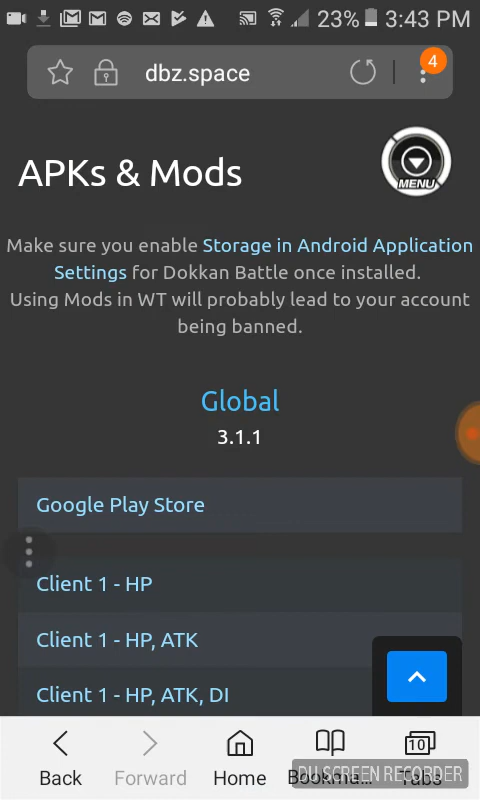 23% 3:43 PM
dbz.space
4
APKs & Mods
MENU
Make sure you enable Storage in Android Application
Settings for Dokkan Battle once installed.
Using Mods in WT will probably lead to your account
being banned.
Global
3.1.1
Google Play Store
Client 1 - HP
Client 1 - HP, ATK
Client 1 - HP, ATK, DI
10
Back Forward Home Bookma... Tabs
DU SCREEN RECORDER